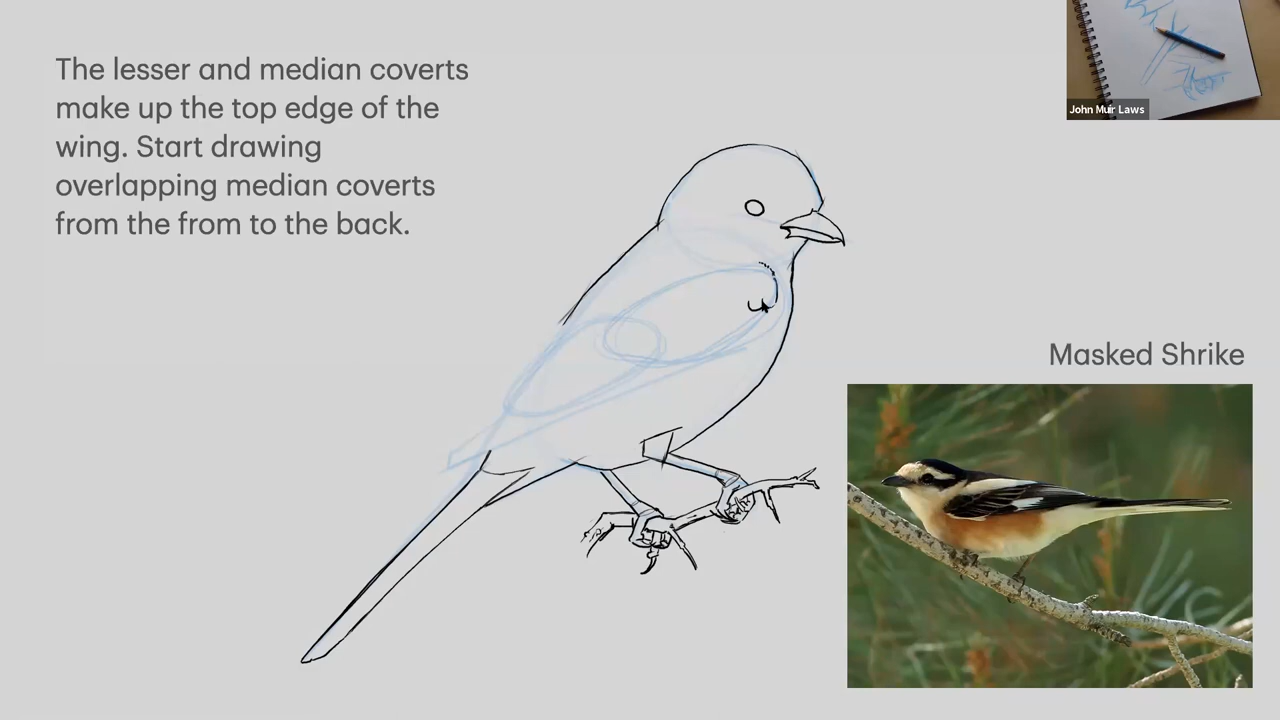 The lesser and median coverts
make up the top edge of the
wing. Start drawing
overlapping median coverts
from the from to the back.
John Muir Laws
Masked Shrike